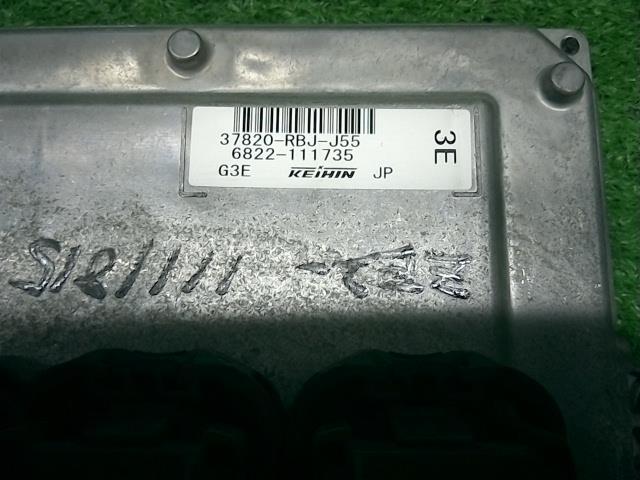 37820-RBJ-J55
6822-111735
G3E KEIHIN JP
3E